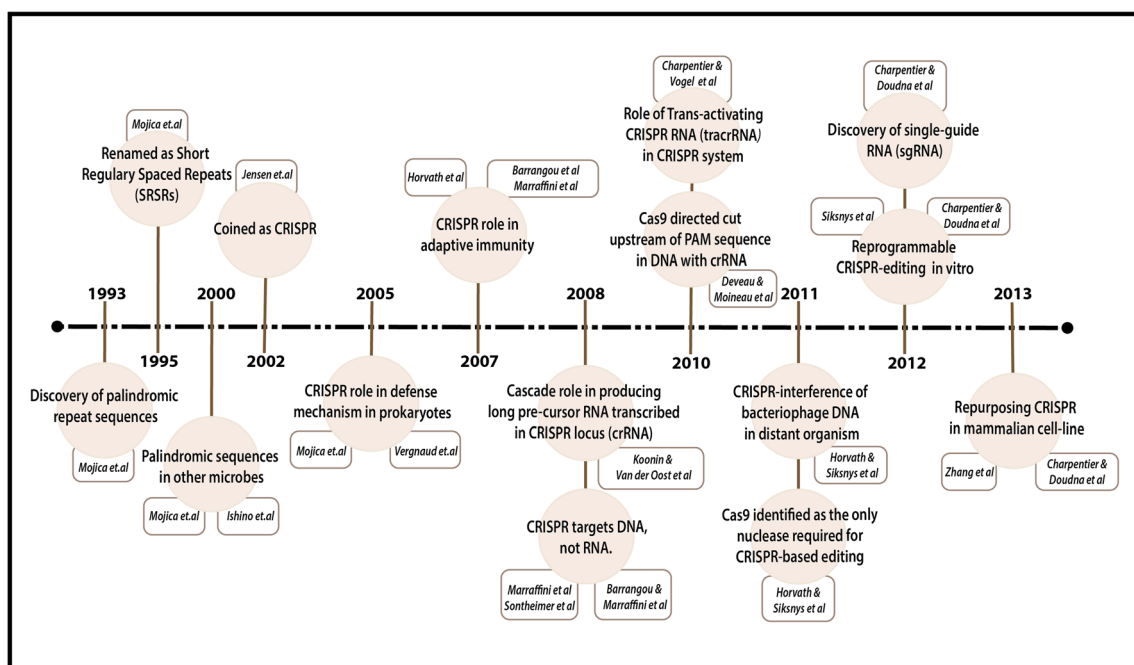 Mojica et.al
Renamed as Short
Regulary Spaced Repeats
(SRSRs)
Jensen et.al
Coined as CRISPR
Horvath et al
Barrangou et al
Marraffini et al
CRISPR role in
adaptive immunity
Charpentier &
Vogel et al
Role of Trans-activating
CRISPR RNA (tracrRNA)
in CRISPR system
Cas9 directed cut
upstream of PAM sequence
in DNA with crRNA
Deveau &
Moineau et al
Charpentier &
Doudna et al
Discovery of single-guide
RNA (sgRNA)
Siksnys et al
Charpentier &
Doudna et al
Reprogrammable
CRISPR-editing in vitro
1993
2000
2005
2008
2011
2013
1995
2002
2007
2010
2012
Discovery of palindromic
repeat sequences
Mojica et.al
Palindromic sequences
in other microbes
Mojica et.al
Ishino et.al
CRISPR role in defense
mechanism in prokaryotes
Mojica et.al
Vergnaud et.al
Cascade role in producing
long pre-cursor RNA transcribed
in CRISPR locus (crRNA)
Koonin &
Van der Oost et al
CRISPR targets DNA,
not RNA.
Marraffini et al
Sontheimer et al
Barrangou &
Marraffini et al
CRISPR-interference of
bacteriophage DNA
in distant organism
Horvath &
Siksnys et al
Cas9 identified as the only
nuclease required for
CRISPR-based editing
Horvath &
Siksnys et al
Repurposing CRISPR
in mammalian cell-line
Zhang et al
Charpentier &
Doudna et al